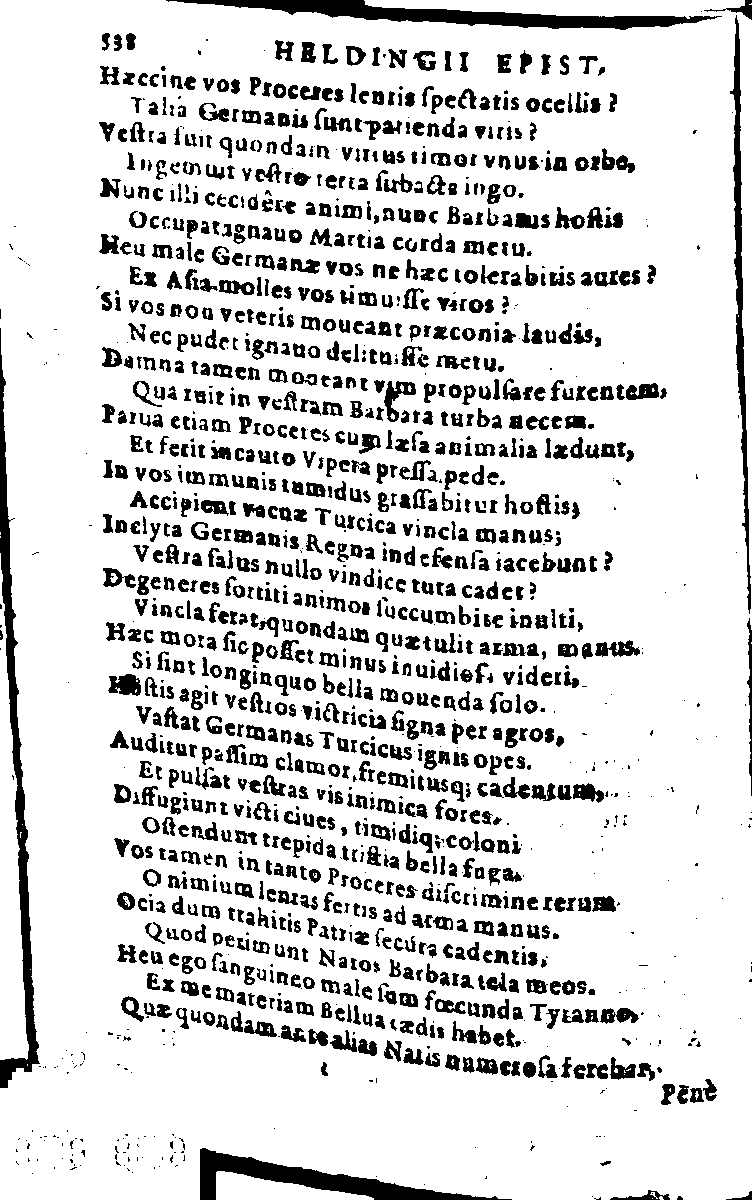 538
HELDINGII EPIST.
Hæccine vos Proceres lentis ſpectatis ocellis ?
Talia Germanis ſunt patienda viris ?
Veſtra fuit quondam virtus timor vnus in orbe,
Ingemuit veſtro terra ſubacta iugo.
Nunc illi cecidêre animi, nunc Barbarus hoſtis
Occupat ignauo Martia corda metu.
Heu male Germanæ vos ne hæc tolerabitis aures ?
Ex Aſia molles vos timuiſſe viros ?
Si vos non veteris moueant præconia laudis,
Nec pudet ignauo delituiſſe metu.
Damna tamen moueant vim propulſare furentem,
Qua ruit in veſtram Barbara turba necem.
Parua etiam Proceres cum læſa animalia lædunt,
Et ferit incauto Vipera preſſa pede.
In vos immunis tumidus graſſabitur hoſtis,
Accipient vacuæ Turcica vincla manus;
Inclyta Germanis Regna indefenſa iacebunt ?
Veſtra ſalus nullo vindice tuta cadet ?
Degeneres ſortiti animos ſuccumbite inulti,
Vincla ferat, quondam quæ tulit arma, manus.
Hæc mora ſic poſſet minus inuidioſa videri,
Si ſint longinquo bella mouenda ſolo.
Hoſtis agit veſtros victricia ſigna per agros,
Vaſtat Germanas Turcicus ignis opes.
Auditur paſſim clamor, fremitusq; cadentum,
Et pulſat veſtras vis inimica fores.
Diffugiunt victi ciues, timidiq; coloni
Oſtendunt trepida triſtia bella fuga.
Vos tamen in tanto Proceres diſcrimine rerum
O nimium lentas fertis ad arma manus.
Ocia dum trahitis Patriæ ſecura cadentis,
Quod perimunt Natos Barbara tela meos.
Heu ego ſanguineo male ſum fœcunda Tyranno,
Ex me materiam Bellua cædis habet.
Quæ quondam ante alias Natis numeroſa ferebar,
Penè